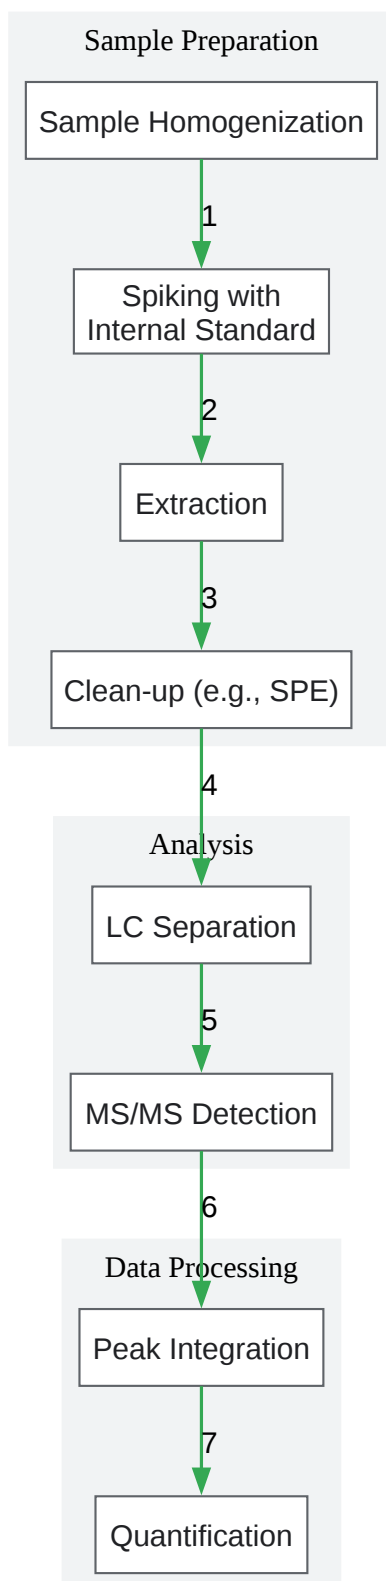 Sample Preparation
Sample Homogenization
1
Spiking with
Internal Standard
2
Extraction
3
Clean-up (e.g., SPE)
4
Analysis
LC Separation
5
MS/MS Detection
6
Data Processing
Peak Integration
7
Quantification